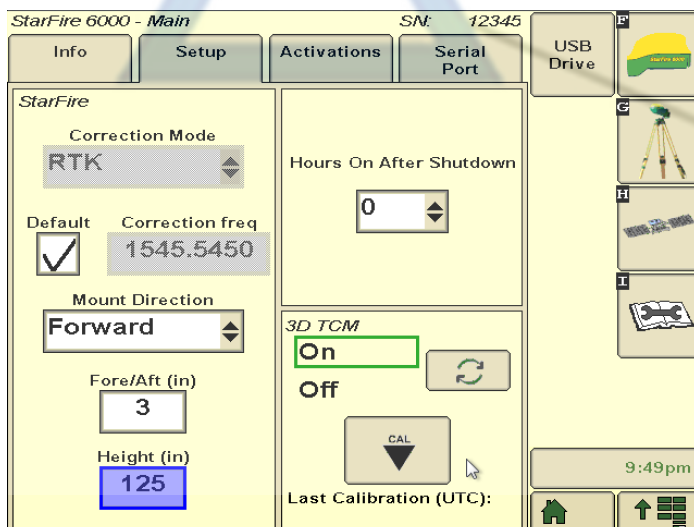 StarFire 6000 - Main
SN: 12345
Info
Setup
Activations
Serial
Port
USB
Drive
F
G
H
I
StarFire
Correction Mode
RTK
Default
Correction freq
1545.5450
Mount Direction
Forward
Fore/Aft (in)
3
Height (in)
125
Hours On After Shutdown
0
3D TCM
On
Off
CAL
Last Calibration (UTC):
9:49pm